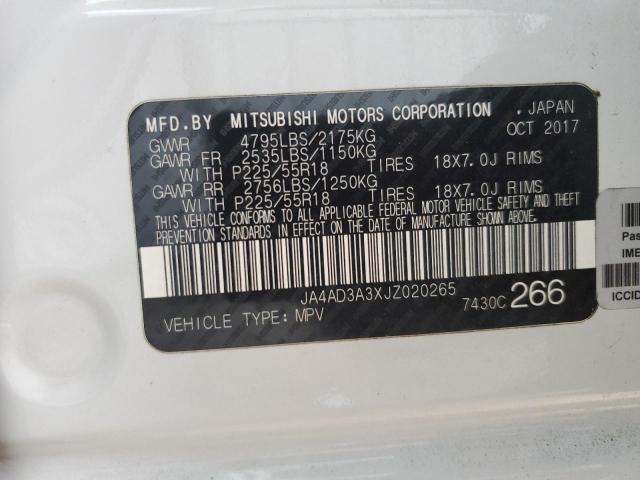 MFD.BY MITSUBISHI MOTORS CORPORATION . JAPAN
OCT 2017
GVWR 4795LBS/2175KG
GAWR FR 2535LBS/1150KG
WITH P225/55R18 TIRES 18X7.0J RIMS
GAWR RR 2756LBS/1250KG
WITH P225/55R18 TIRES 18X7.0J RIMS
THIS VEHICLE CONFORMS TO ALL APPLICABLE FEDERAL MOTOR VEHICLE SAFETY AND THEFT
PREVENTION STANDARDS IN EFFECT ON THE DATE OF MANUFACTURE SHOWN ABOVE.
JA4AD3A3XJZ020265 7430C 266
VEHICLE TYPE: MPV
Pas
IME
ICCID